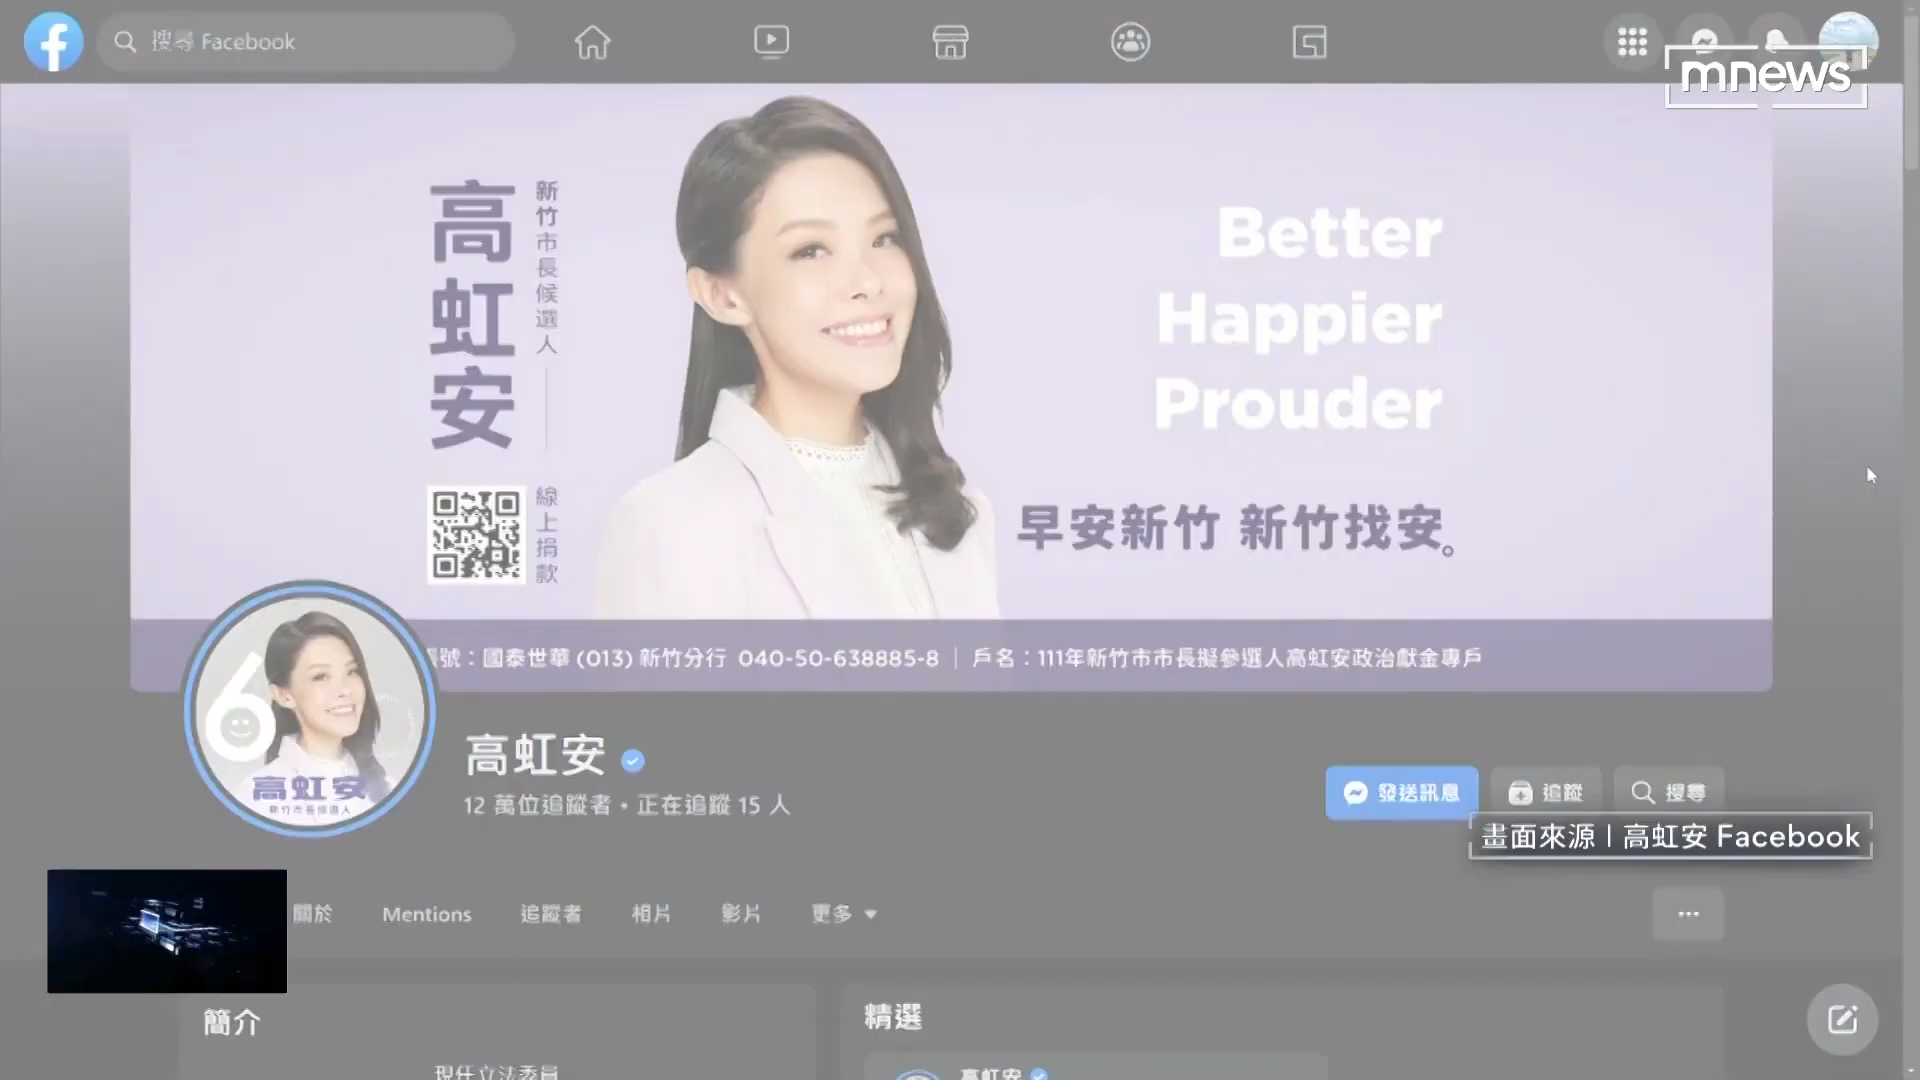 搜尋 Facebook
mnews
高虹安
新竹市長候選人
線上捐款
Better
Happier
Prouder
早安新竹 新竹找安。
號：國泰世華 (013) 新竹分行 040-50-638885-8｜戶名：111年新竹市市長擬參選人高虹安政治獻金專戶
6
高虹安
新竹市長候選人
高虹安
12 萬位追蹤者・正在追蹤 15 人
發送訊息
追蹤
搜尋
畫面來源｜高虹安 Facebook
關於
Mentions
追蹤者
相片
影片
更多
簡介
精選
現任立法委員
高虹安